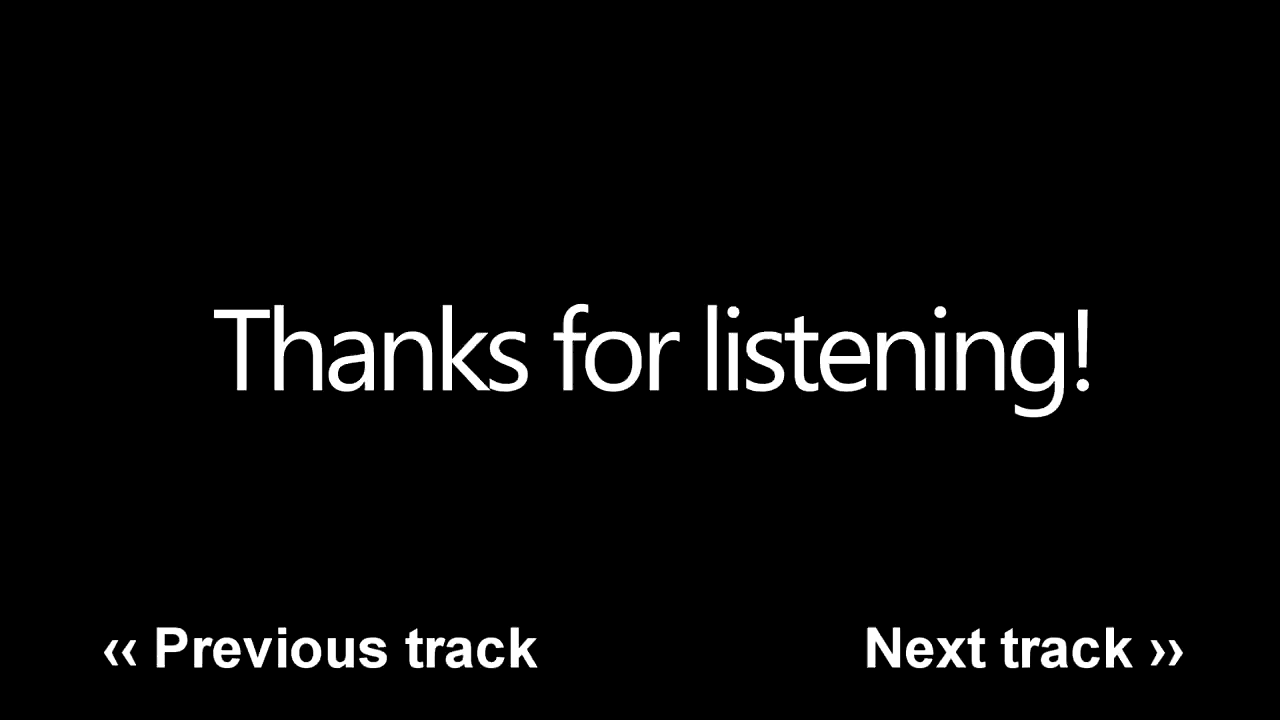 Thanks for listening!
‹‹ Previous track
Next track ››